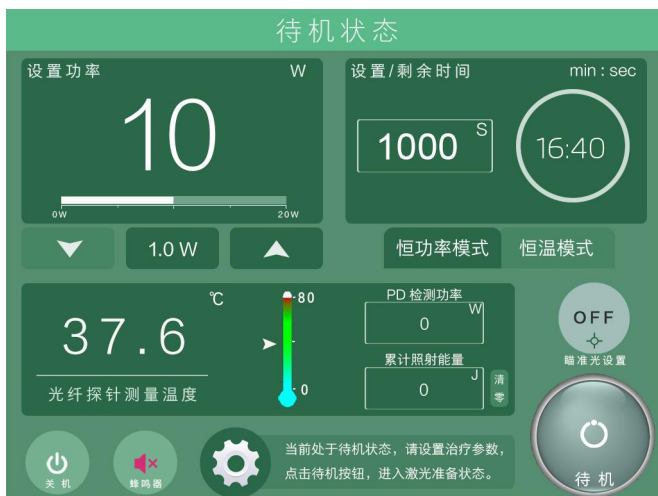 待机状态
设置功率 W
10
0W 20W
设置/剩余时间 min : sec
1000 S
16:40
1.0 W
恒功率模式 恒温模式
℃
37.6
光纤探针测量温度
80
0
PD 检测功率
W
0
累计照射能量
J
0
清零
OFF
瞄准光设置
关机
蜂鸣器
当前处于待机状态，请设置治疗参数，
点击待机按钮，进入激光准备状态。
待机